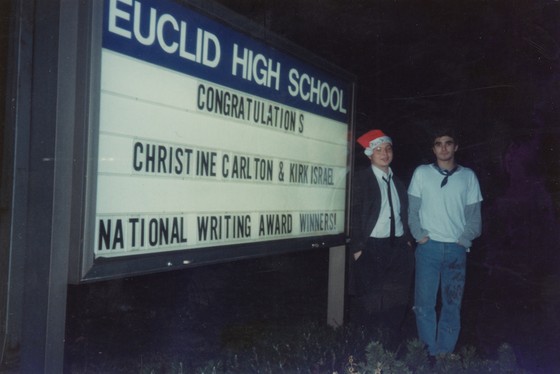 EUCLID HIGH SCHOOL
CONGRATULATIONS
CHRISTINE CARLTON & KIRK ISRAEL
NATIONAL WRITING AWARD WINNERS!